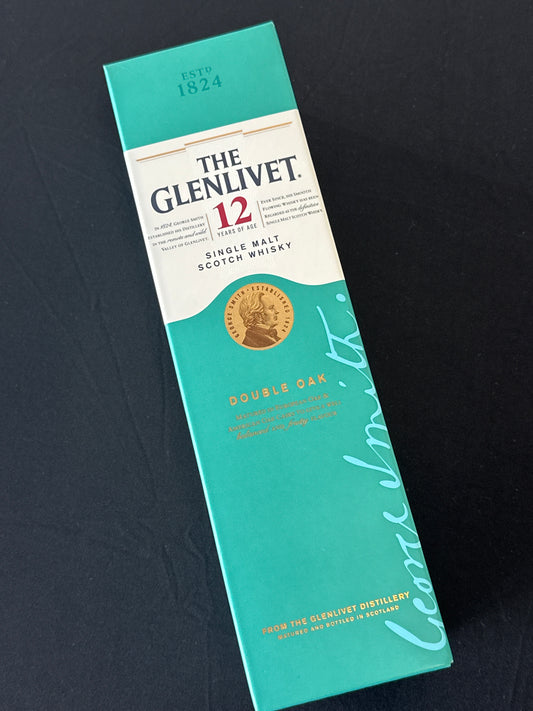 ESTD
1824
THE
GLENLIVET®
12
YEARS OF AGE
IN 1824 GEORGE SMITH
ESTABLISHED HIS DISTILLERY
IN THE remote and wild
VALLEY OF GLENLIVET.
EVER SINCE, HIS SMOOTH
FLOWING WHISKY HAS BEEN
REGARDED AS THE definitive
SINGLE MALT SCOTCH WHISKY.
SINGLE MALT
SCOTCH WHISKY
GEORGE SMITH • ESTABLISHED 1824
DOUBLE OAK
George Smith.
FROM THE GLENLIVET DISTILLERY
MATURED AND BOTTLED IN SCOTLAND